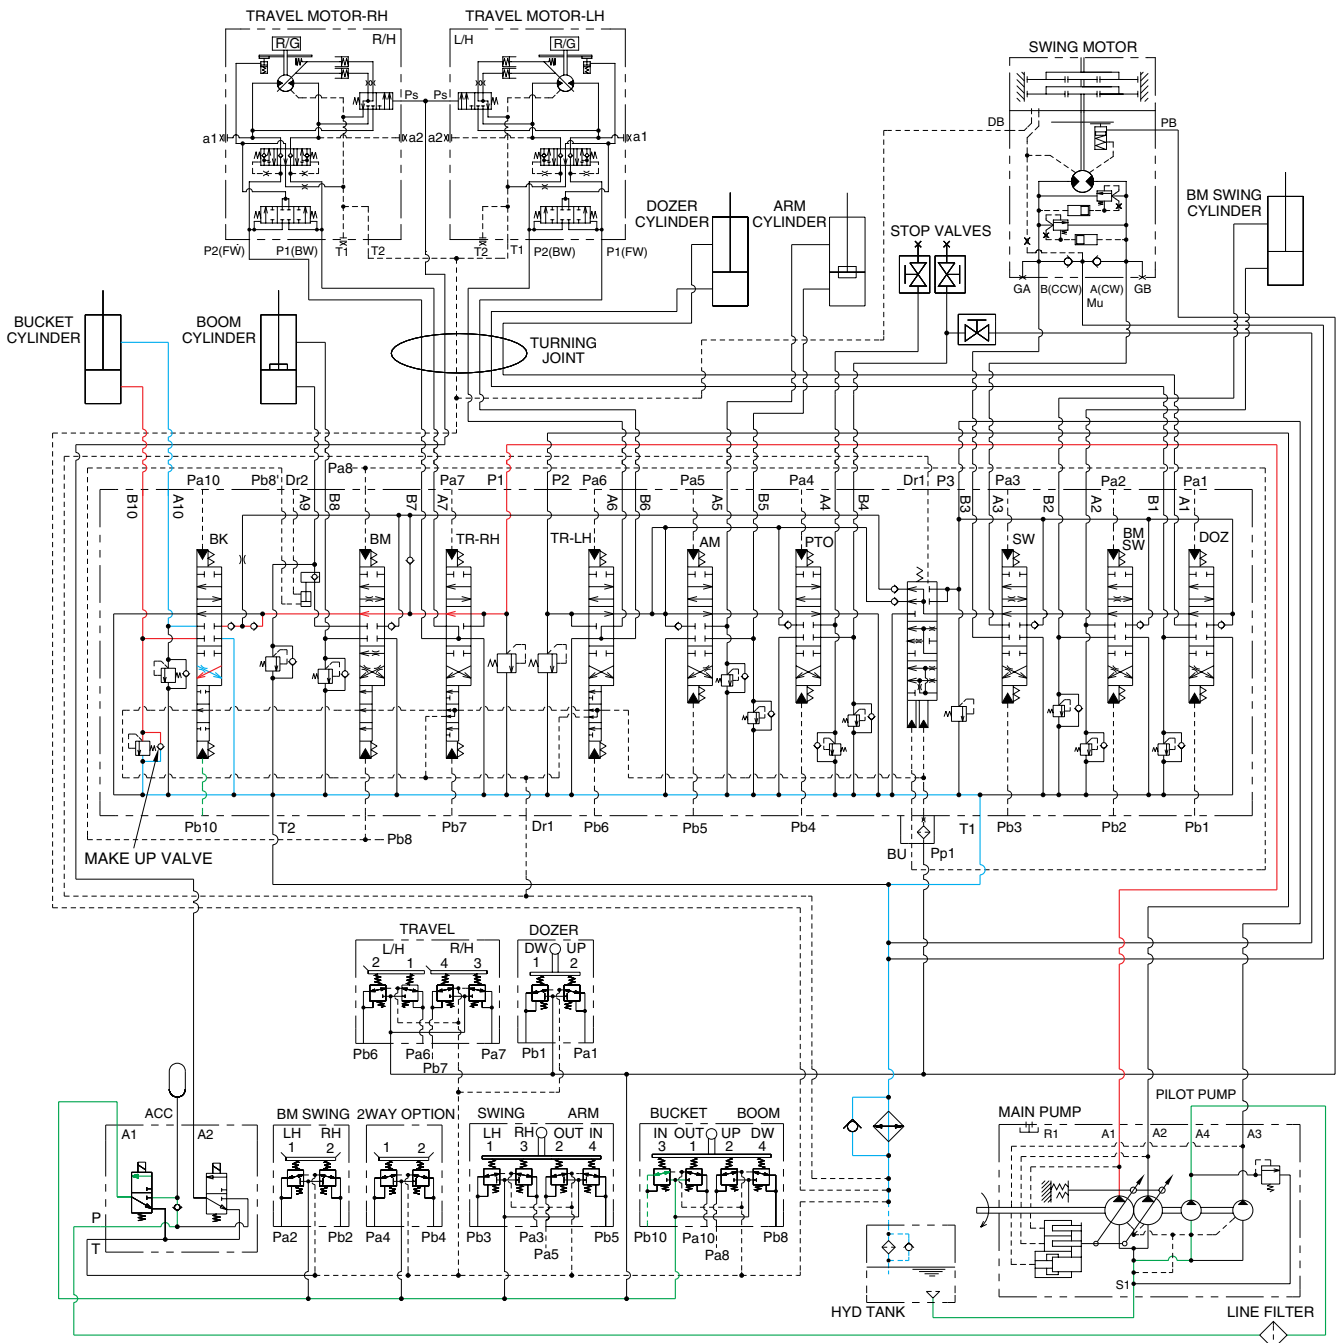 TRAVEL MOTOR-RH TRAVEL MOTOR-LH
R/G R/H L/H R/G
SWING MOTOR
Ps Ps
DB PB
a1 a2 a2 a1
DOZER CYLINDER
ARM CYLINDER
STOP VALVES
BM SWING CYLINDER
P2(FW) P1(BW) T1 T2 T2 T1 P2(BW) P1(FW)
GA B(CCW) A(CW) GB
Mu
BUCKET CYLINDER
BOOM CYLINDER
TURNING JOINT
Pa10 Pb8' Dr2 Pa8 Pa7 P1 P2 Pa6 Pa5 Pa4 Dr1 P3 Pa3 Pa2 Pa1
B10 A10 A9 B8 B7 A7 A6 B6 A5 B5 A4 B4 B3 A3 B2 A2 B1 A1
BK BM TR-RH TR-LH AM PTO SW BM SW DOZ
Pb10 T2 Pb8 Pb7 Dr1 Pb6 Pb5 Pb4 T1 Pb3 Pb2 Pb1
BU Pp1
MAKE UP VALVE
TRAVEL
L/H R/H
2 1 4 3
Pb6 Pa6 Pb7 Pa7
DOZER
DW UP
1 2
Pb1 Pa1
ACC
A1 A2
P
T
BM SWING
LH RH
1 2
Pa2 Pb2
2WAY OPTION
1 2
Pa4 Pb4
SWING ARM
LH RH OUT IN
1 3 2 4
Pb3 Pa3 Pa5 Pb5
BUCKET BOOM
IN OUT UP DW
3 1 2 4
Pb10 Pa10 Pa8 Pb8
HYD TANK
MAIN PUMP
PILOT PUMP
R1 A1 A2 A4 A3
S1
LINE FILTER